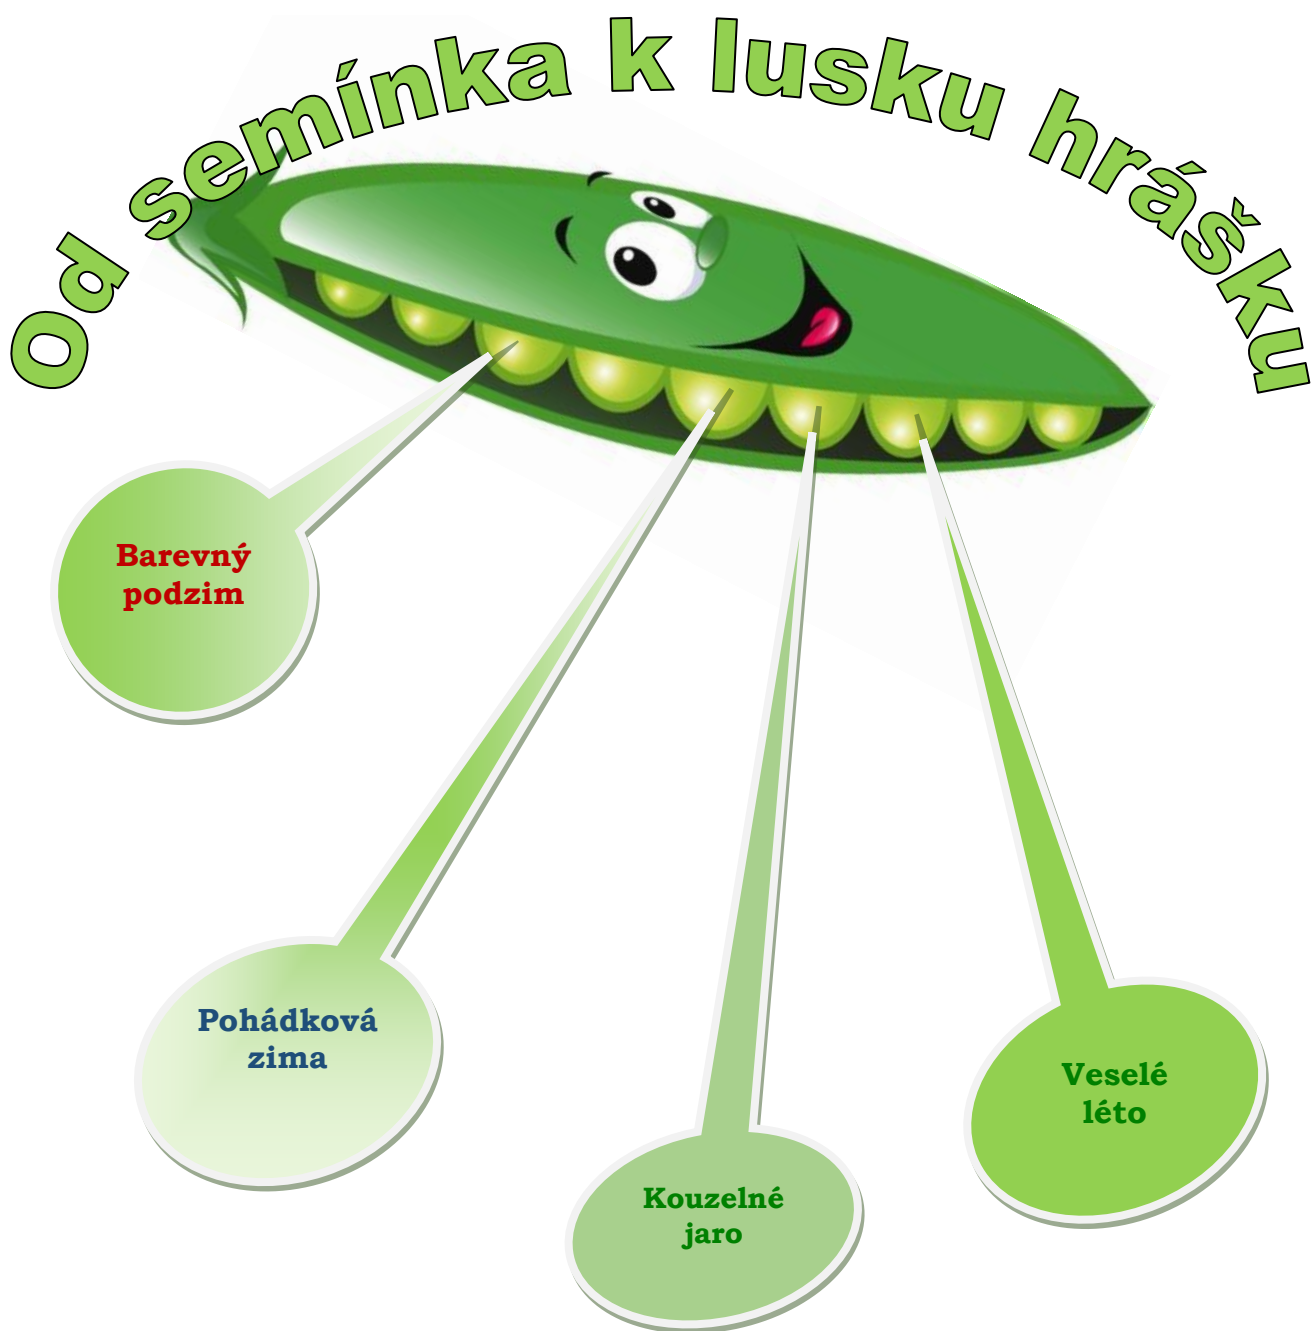 Od semínka k lusku hrášku
Barevný
podzim
Pohádková
zima
Kouzelné
jaro
Veselé
léto